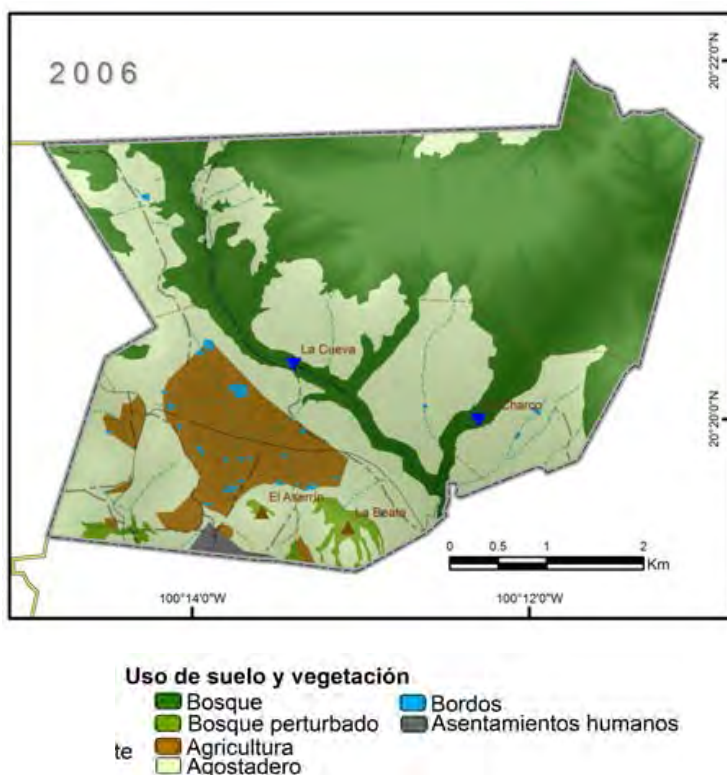 2006
20°22'0"N
La Cueva
Charco
20°20'0"N
El Aserrín
La Beata
0 0.5 1 2
Km
100°14'0"W 100°12'0"W
Uso de suelo y vegetación
Bosque
Bordos
Bosque perturbado
Asentamientos humanos
te
Agricultura
Agostadero